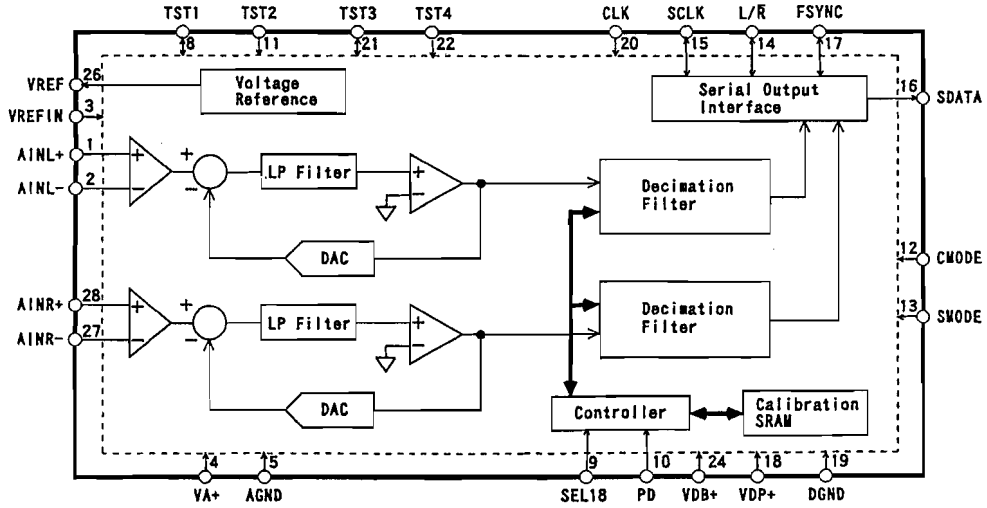 TST1 TST2 TST3 TST4 CLK SCLK L/R̅ FSYNC
8 11 21 22 20 15 14 17
VREF 26
Voltage
Reference
Serial Output
Interface
16 SDATA
VREFIN 3
AINL+ 1
+
+
−
LP Filter
+
−
AINL- 2
−
Decimation
Filter
DAC
12 CMODE
AINR+ 28
+
+
−
LP Filter
+
−
AINR- 27
−
Decimation
Filter
13 SMODE
DAC
Controller
Calibration
SRAM
4 5 9 10 24 18 19
VA+ AGND SEL18 PD VDB+ VDP+ DGND